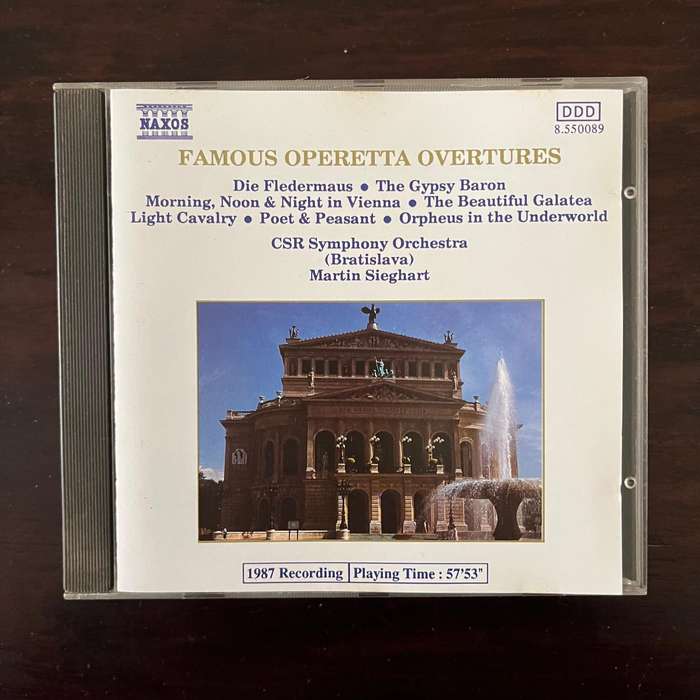 NAXOS
DDD
8.550089
FAMOUS OPERETTA OVERTURES
Die Fledermaus • The Gypsy Baron
Morning, Noon & Night in Vienna • The Beautiful Galatea
Light Cavalry • Poet & Peasant • Orpheus in the Underworld
CSR Symphony Orchestra
(Bratislava)
Martin Sieghart
1987 Recording | Playing Time : 57'53"